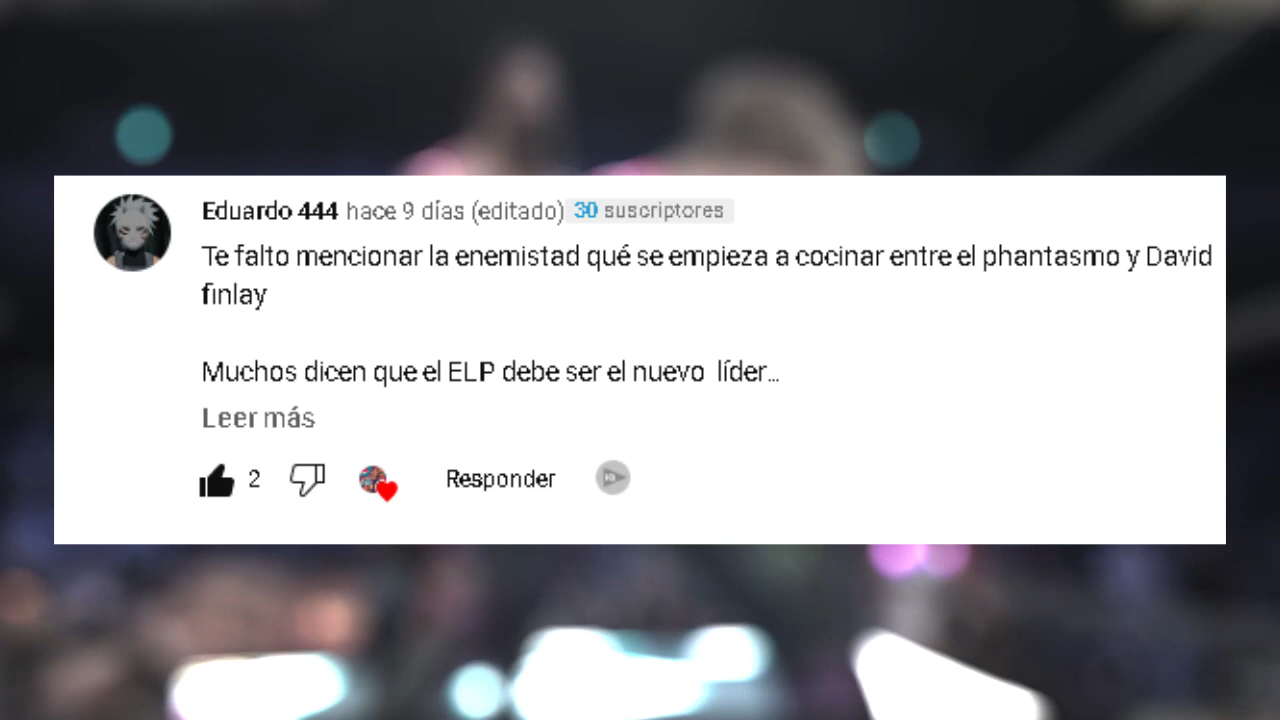 Eduardo 444 hace 9 días (editado) 30 suscriptores
Te falto mencionar la enemistad qué se empieza a cocinar entre el phantasmo y David
finlay
Muchos dicen que el ELP debe ser el nuevo líder...
Leer más
2 Responder